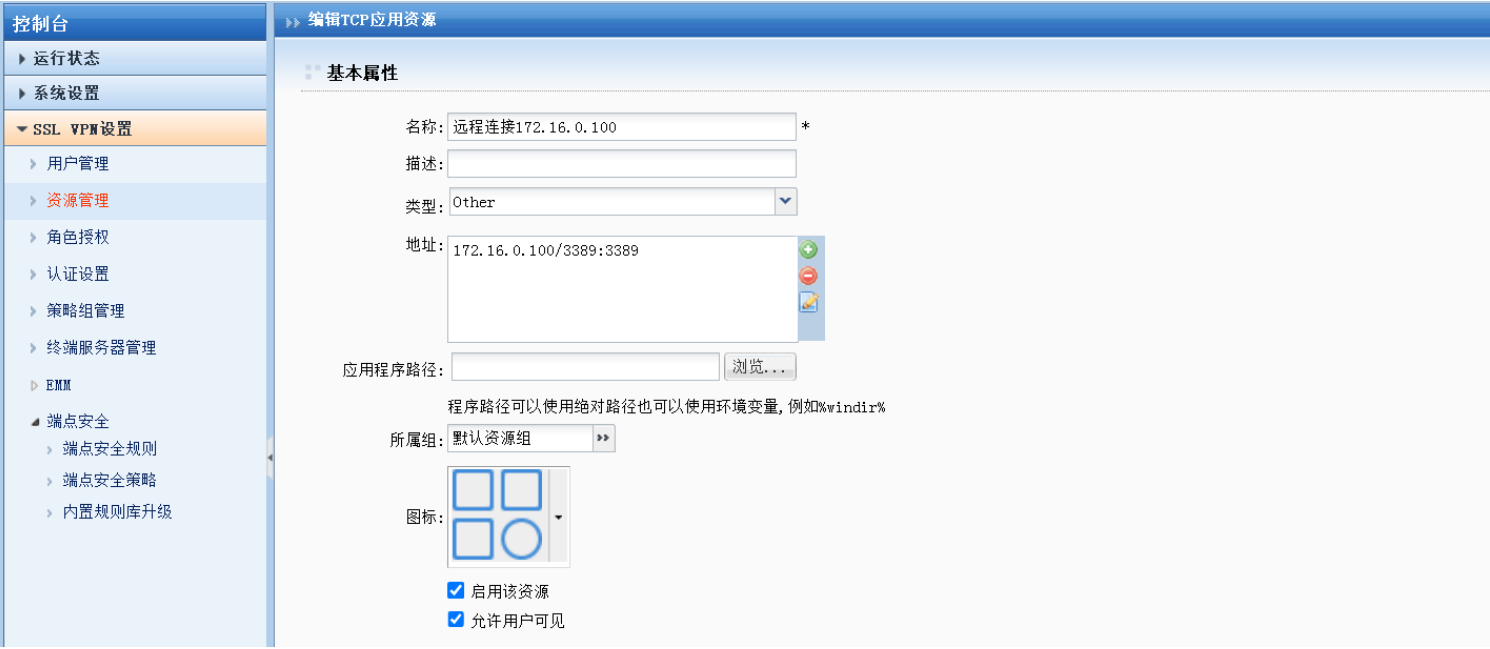 控制台
运行状态
系统设置
SSL VPN设置
用户管理
资源管理
角色授权
认证设置
策略组管理
终端服务器管理
EMM
端点安全
端点安全规则
端点安全策略
内置规则库升级
编辑TCP应用资源
基本属性
名称: 远程连接172.16.0.100 *
描述:
类型: Other
地址: 172.16.0.100/3389:3389
应用程序路径: 浏览...
程序路径可以使用绝对路径也可以使用环境变量,例如%windir%
所属组: 默认资源组
图标:
启用该资源
允许用户可见